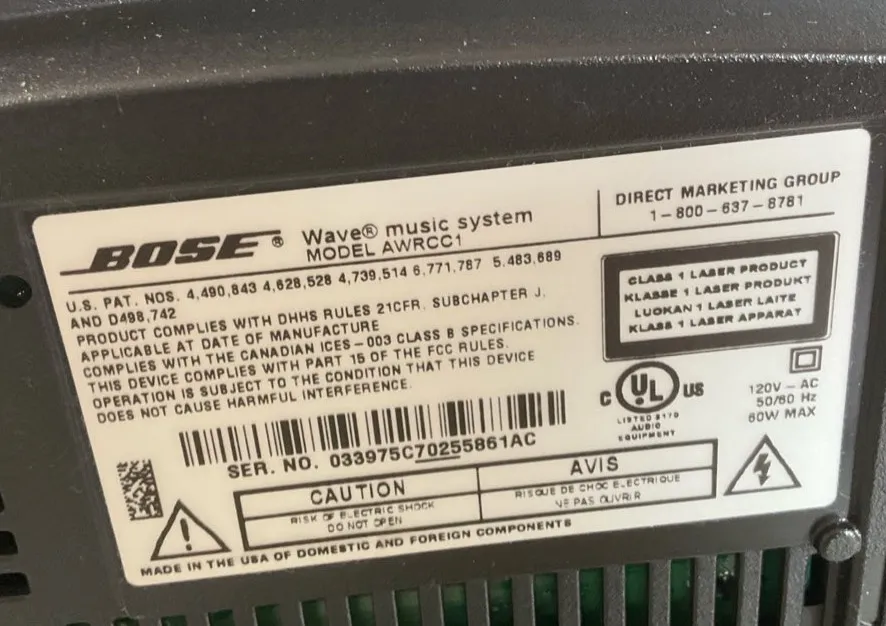 BOSE® Wave® music system
MODEL AWRCC1
DIRECT MARKETING GROUP
1-800-637-8781
U.S. PAT. NOS. 4,490,843 4,628,528 4,739,514 6,771,787 5,483,689
AND D498,742
PRODUCT COMPLIES WITH DHHS RULES 21CFR, SUBCHAPTER J,
APPLICABLE AT DATE OF MANUFACTURE
COMPLIES WITH THE CANADIAN ICES-003 CLASS B SPECIFICATIONS.
THIS DEVICE COMPLIES WITH PART 15 OF THE FCC RULES.
OPERATION IS SUBJECT TO THE CONDITION THAT THIS DEVICE
DOES NOT CAUSE HARMFUL INTERFERENCE.
CLASS 1 LASER PRODUCT
KLASSE 1 LASER PRODUKT
LUOKAN 1 LASER LAITE
KLASS 1 LASER APPARAT
C UL US
LISTED 3179
AUDIO
EQUIPMENT
120V - AC
50/60 Hz
60W MAX
SER. NO. 033975C70255861AC
CAUTION
RISK OF ELECTRIC SHOCK
DO NOT OPEN
AVIS
RISQUE DE CHOC ELECTRIQUE
NE PAS OUVRIR
MADE IN THE USA OF DOMESTIC AND FOREIGN COMPONENTS